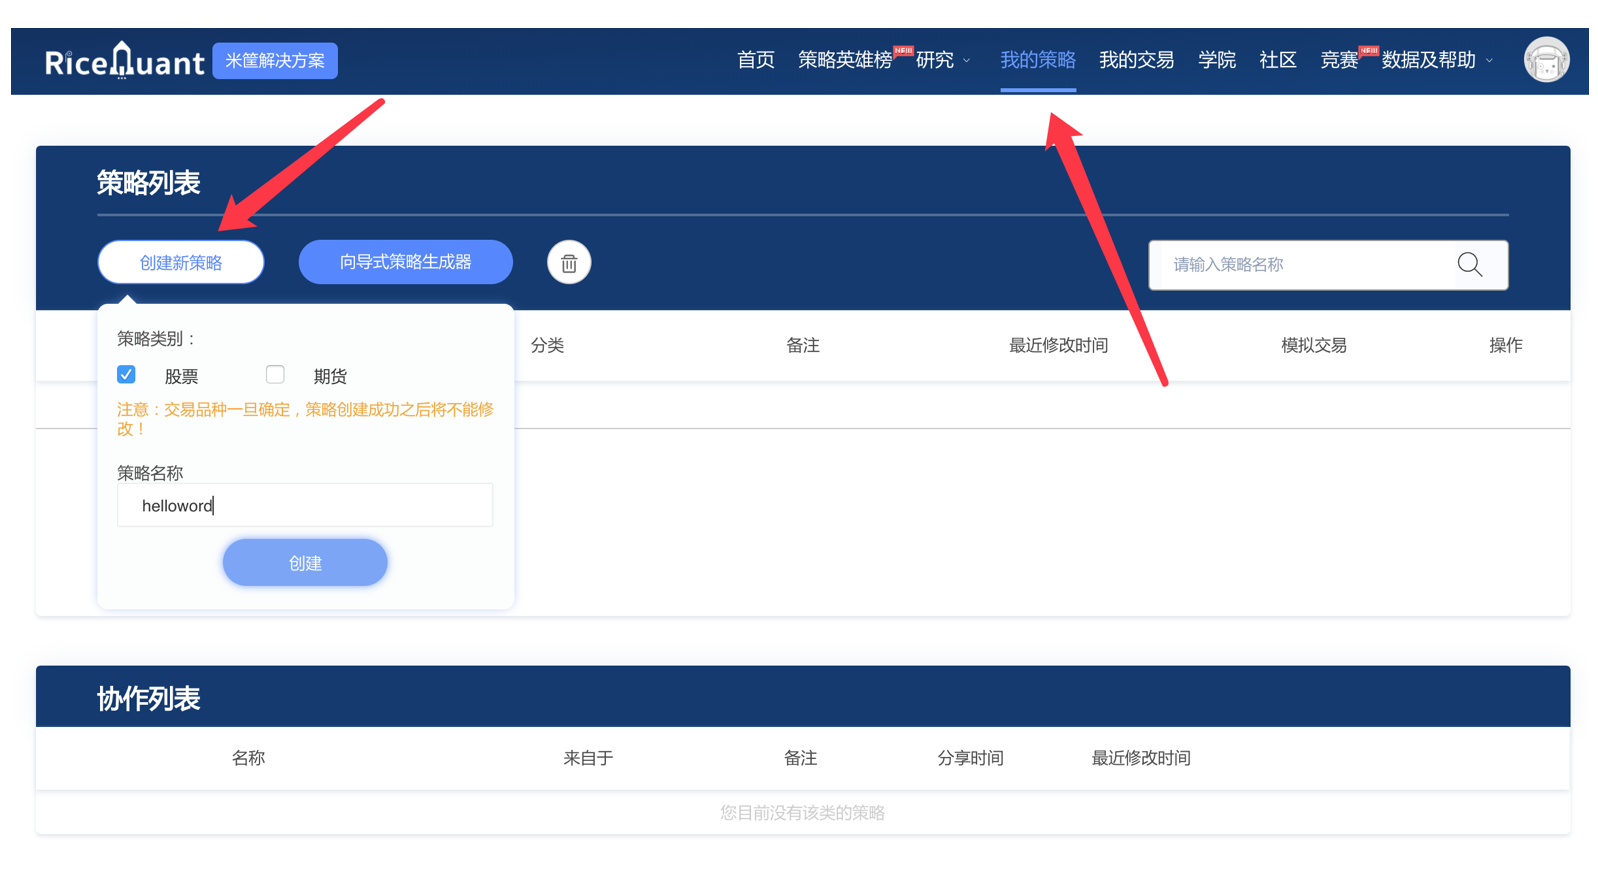 RiceQuant 米筐解决方案 首页 策略英雄榜 NEW 研究 我的策略 我的交易 学院 社区 竞赛 NEW 数据及帮助
策略列表
创建新策略 向导式策略生成器 请输入策略名称
分类 备注 最近修改时间 模拟交易 操作
策略类别：
股票 期货
注意：交易品种一旦确定，策略创建成功之后将不能修
改！
策略名称
helloword
创建
协作列表
名称 来自于 备注 分享时间 最近修改时间
您目前没有该类的策略